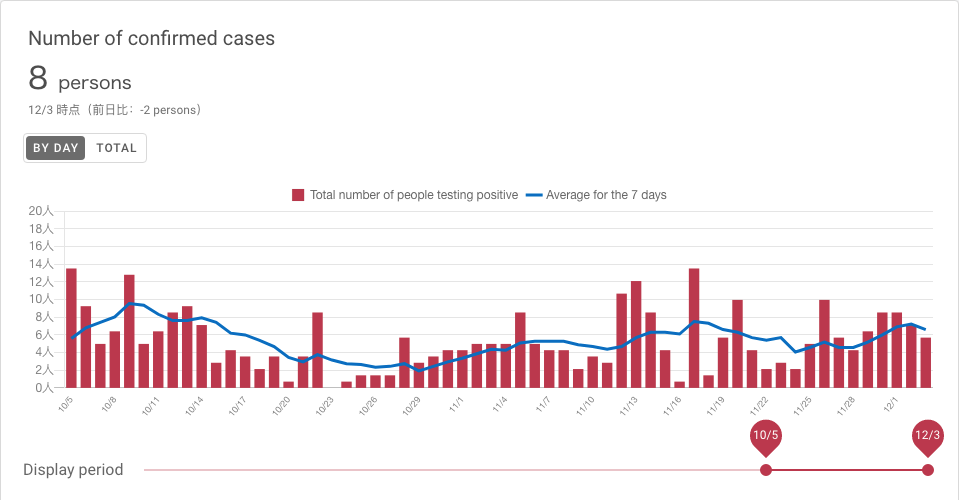 Number of confirmed cases
8 persons
12/3 時点（前日比：-2 persons）
BY DAY TOTAL
Total number of people testing positive Average for the 7 days
20人
18人
16人
14人
12人
10人
8人
6人
4人
2人
0人
10/5 10/8 10/11 10/14 10/17 10/20 10/23 10/26 10/29 11/1 11/4 11/7 11/10 11/13 11/16 11/19 11/22 11/25 11/28 12/1
10/5 12/3
Display period